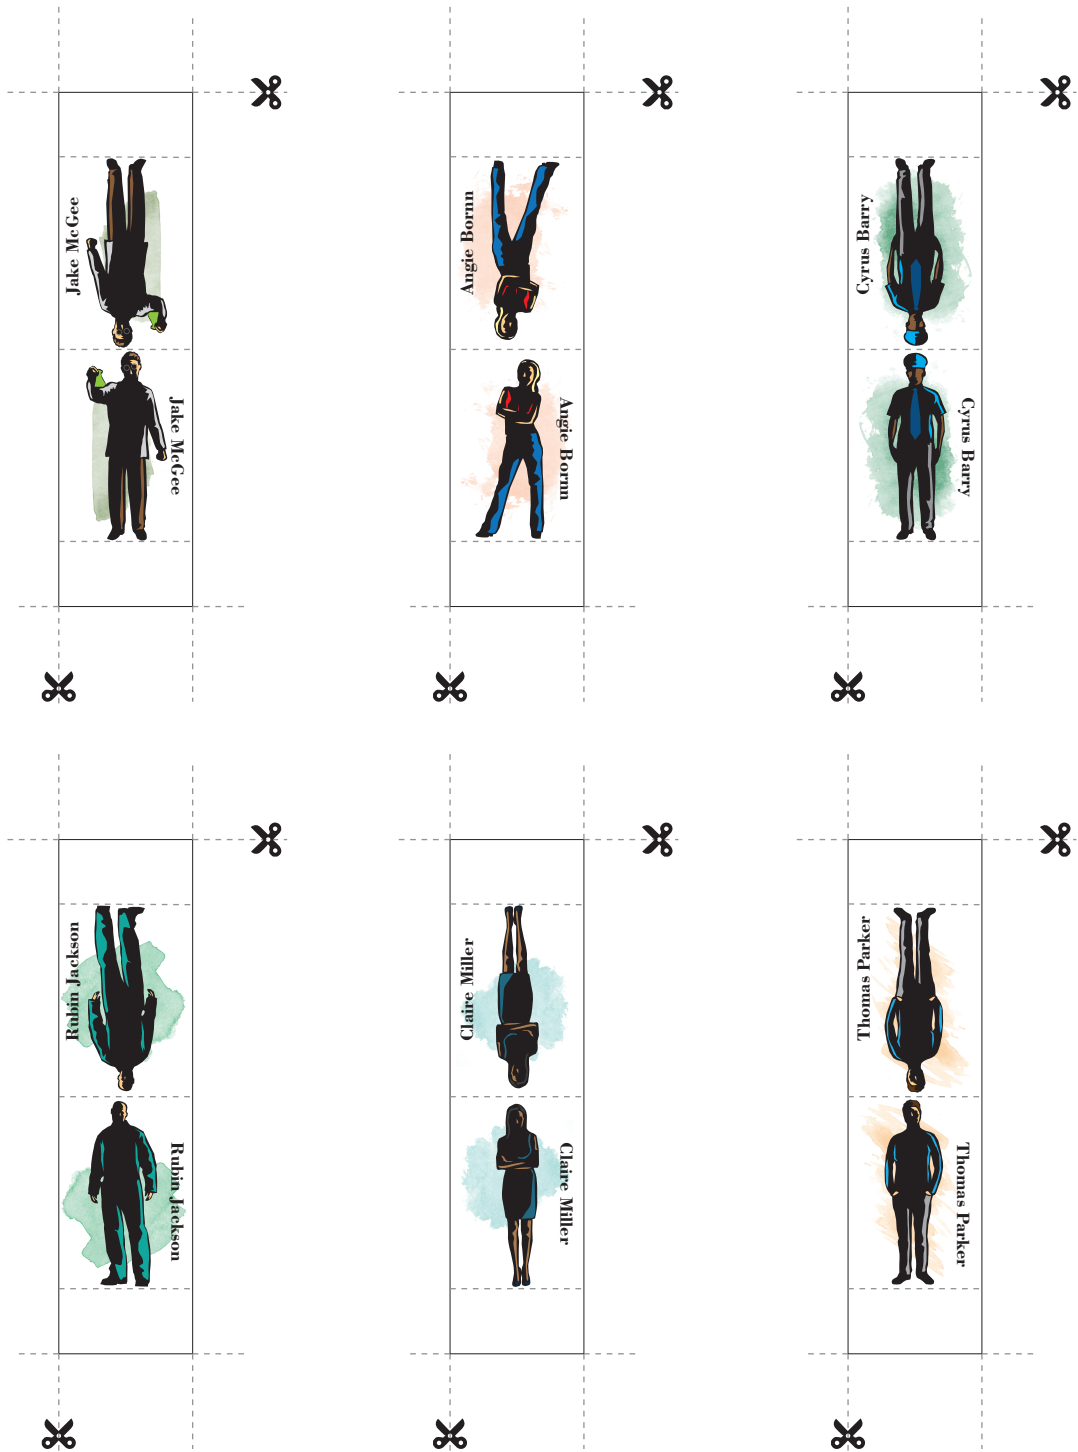 Jake McGee
Jake McGee
Angie Bornn
Angie Bornn
Cyrus Barry
Cyrus Barry
Rubin Jackson
Rubin Jackson
Claire Miller
Claire Miller
Thomas Parker
Thomas Parker